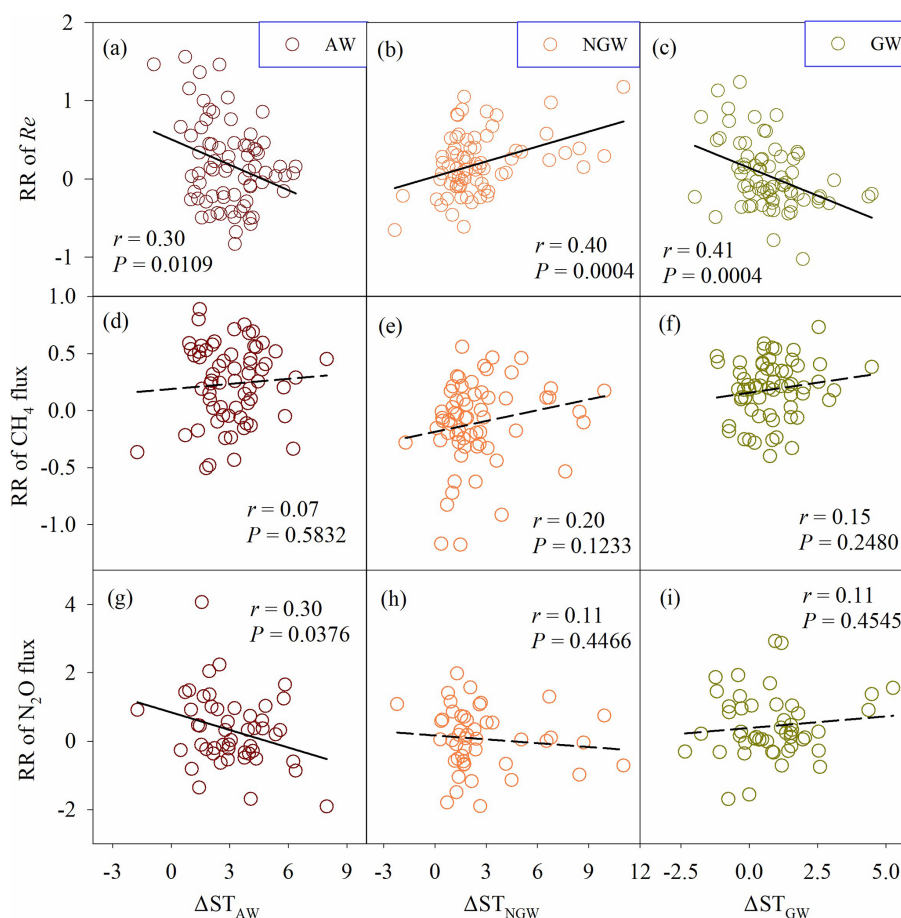 (a)
AW
(b)
NGW
(c)
GW
RR of Re
2
1
0
-1
r = 0.30
P = 0.0109
r = 0.40
P = 0.0004
r = 0.41
P = 0.0004
(d)
(e)
(f)
RR of CH₄ flux
1.0
0.5
0.0
-0.5
-1.0
r = 0.07
P = 0.5832
r = 0.20
P = 0.1233
r = 0.15
P = 0.2480
(g)
(h)
(i)
RR of N₂O flux
4
2
0
-2
r = 0.30
P = 0.0376
r = 0.11
P = 0.4466
r = 0.11
P = 0.4545
-3 0 3 6 9
-3 0 3 6 9 12
-2.5 0.0 2.5 5.0
ΔST_AW
ΔST_NGW
ΔST_GW